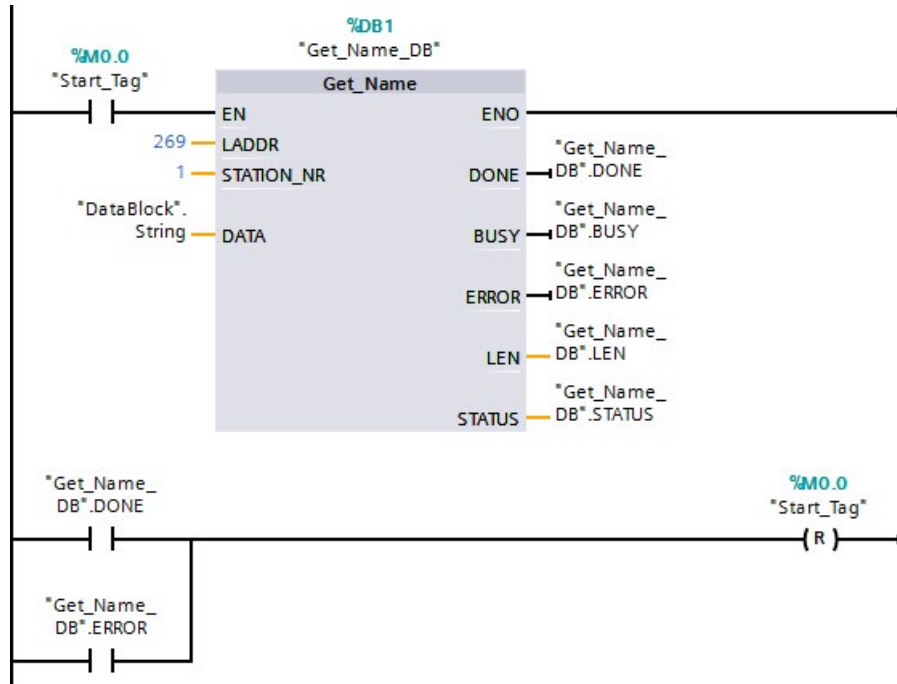 %DB1
"Get_Name_DB"
%M0.0
"Start_Tag"
Get_Name
EN
ENO
269
LADDR
1
STATION_NR
"DataBlock".
String
DATA
DONE
"Get_Name_
DB".DONE
BUSY
"Get_Name_
DB".BUSY
ERROR
"Get_Name_
DB".ERROR
LEN
"Get_Name_
DB".LEN
STATUS
"Get_Name_
DB".STATUS
"Get_Name_
DB".DONE
%M0.0
"Start_Tag"
R
"Get_Name_
DB".ERROR